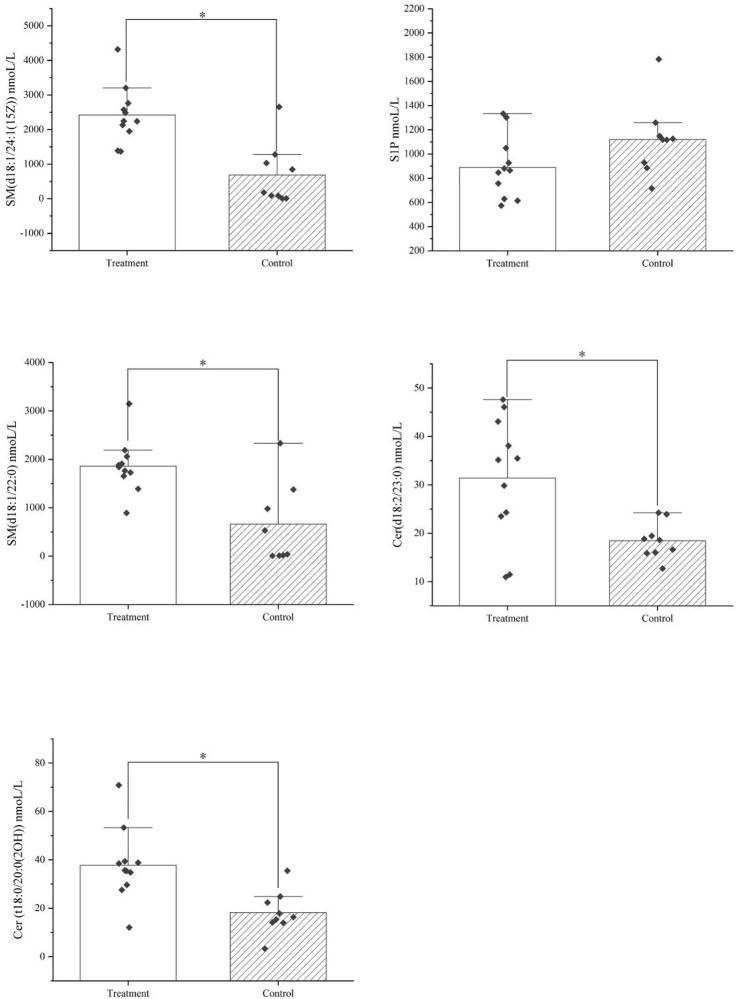 *
SM(d18:1/24:1(15Z)) nmoL/L
5000
4000
3000
2000
1000
0
-1000
Treatment
Control
S1P nmoL/L
2200
2000
1800
1600
1400
1200
1000
800
600
400
200
Treatment
Control
*
SM(d18:1/22:0) nmoL/L
4000
3000
2000
1000
0
-1000
Treatment
Control
*
Cer(d18:2/23:0) nmoL/L
50
40
30
20
10
Treatment
Control
*
Cer (t18:0/20:0(2OH)) nmoL/L
80
60
40
20
0
Treatment
Control